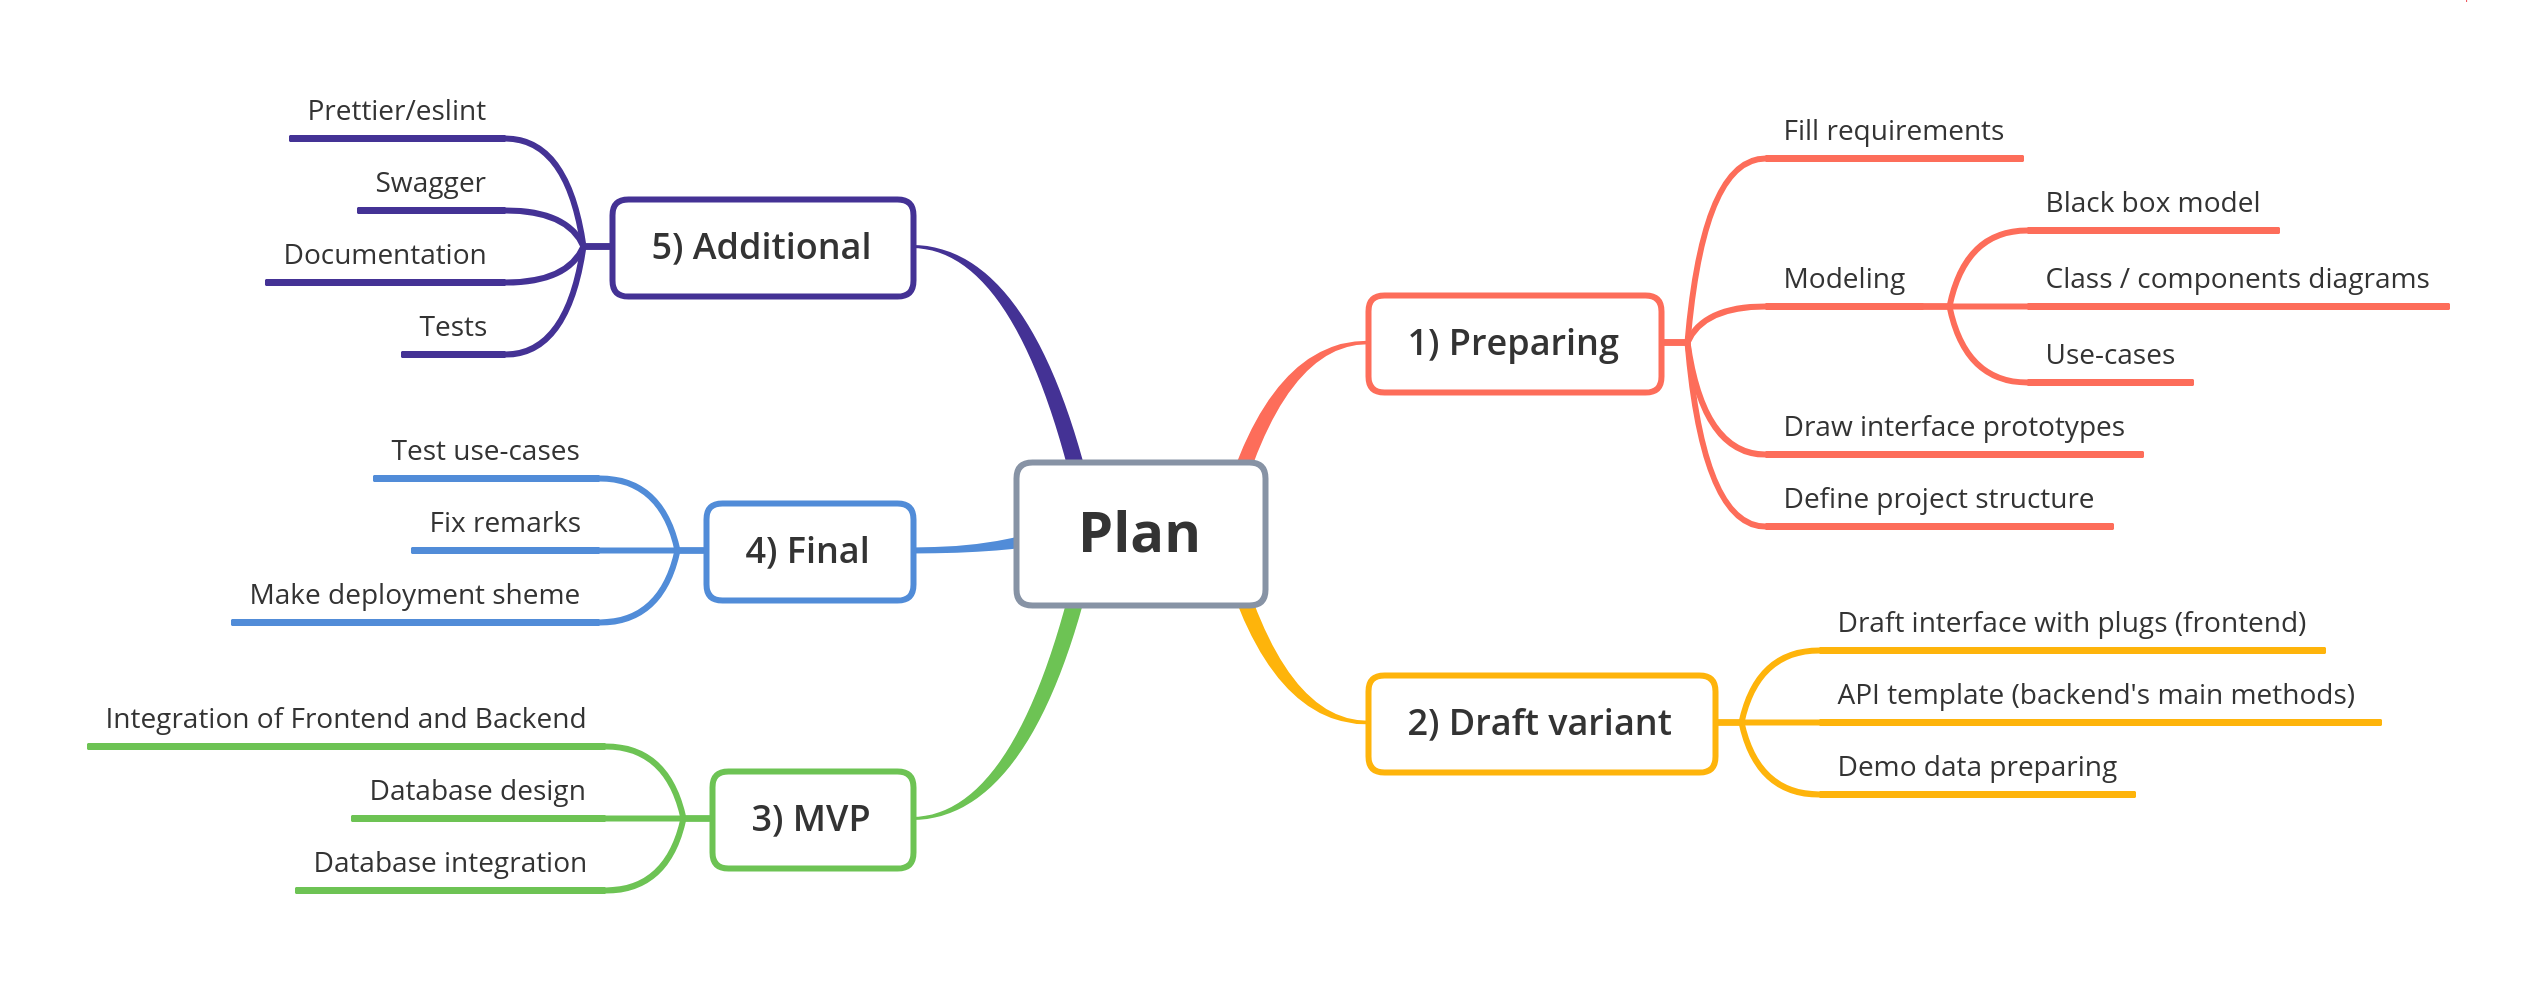 Plan
1) Preparing
Fill requirements
Modeling
Black box model
Class / components diagrams
Use-cases
Draw interface prototypes
Define project structure
2) Draft variant
Draft interface with plugs (frontend)
API template (backend's main methods)
Demo data preparing
3) MVP
Integration of Frontend and Backend
Database design
Database integration
4) Final
Test use-cases
Fix remarks
Make deployment sheme
5) Additional
Prettier/eslint
Swagger
Documentation
Tests